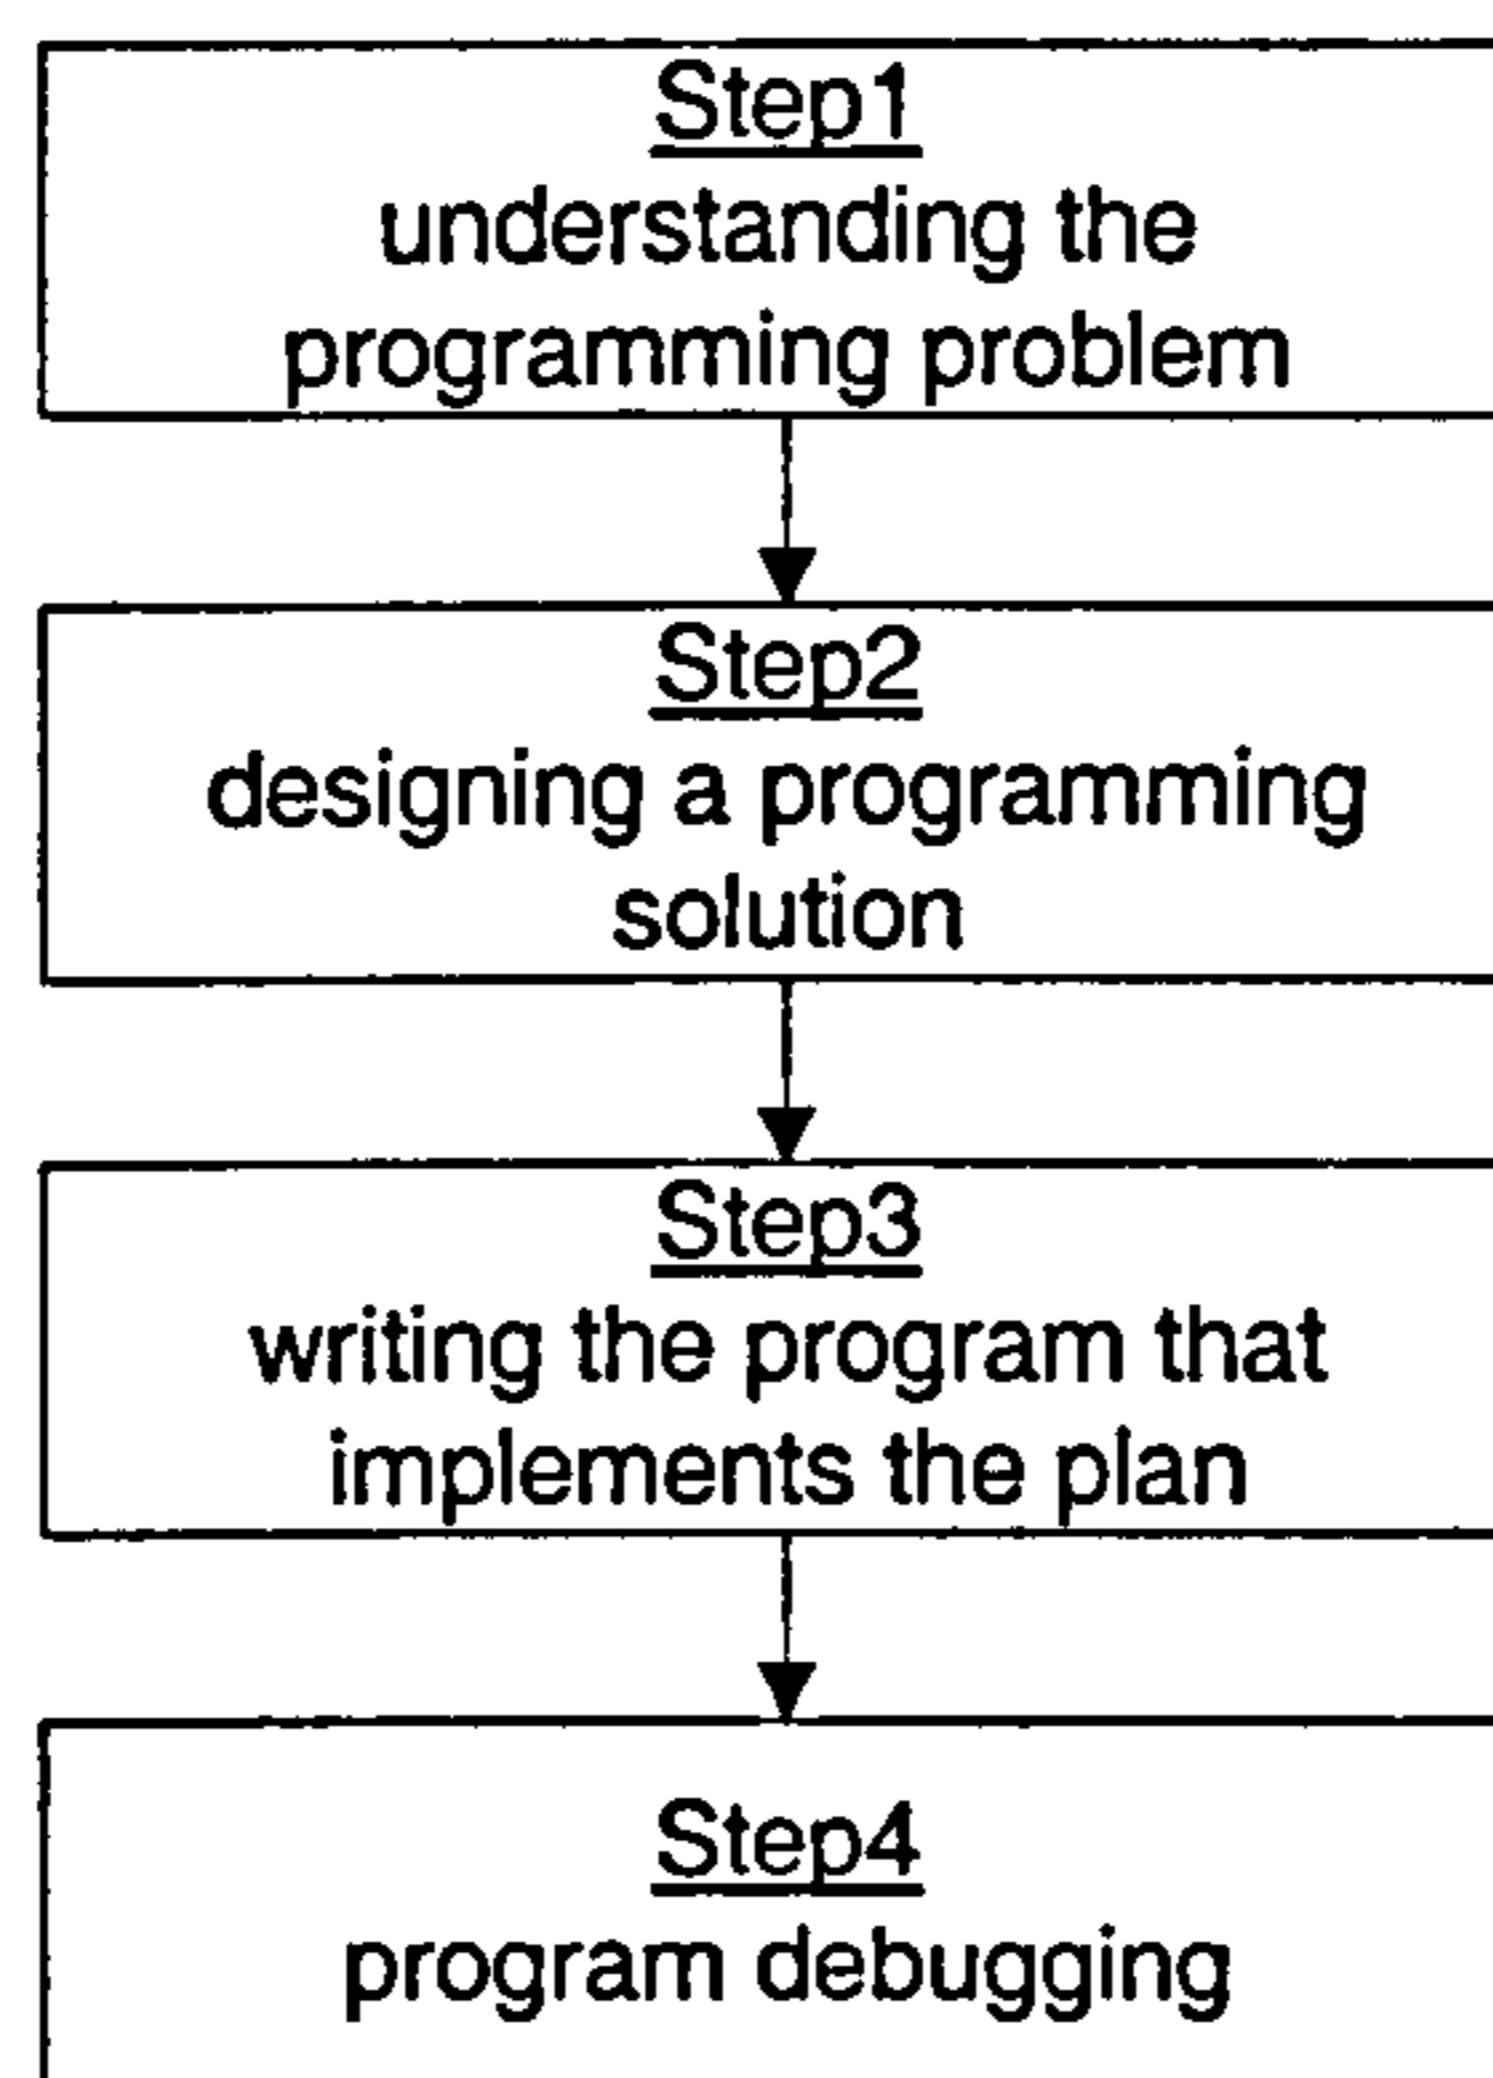 Step1
understanding the
programming problem
Step2
designing a programming
solution
Step3
writing the program that
implements the plan
Step4
program debugging